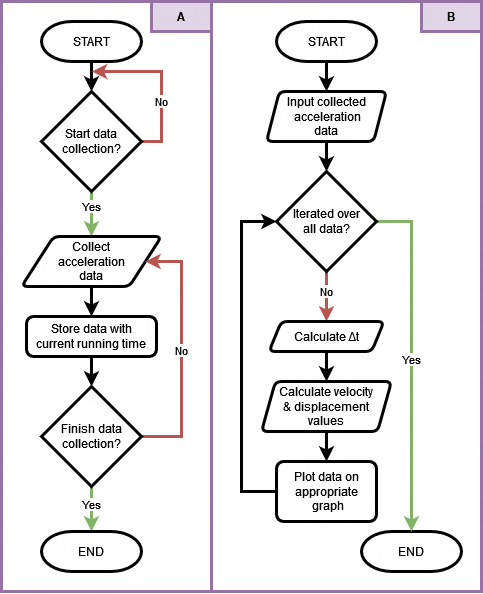 A
START
No
Start data
collection?
Yes
Collect
acceleration
data
Store data with
current running time
No
Finish data
collection?
Yes
END
B
START
Input collected
acceleration
data
Iterated over
all data?
No
Calculate Δt
Yes
Calculate velocity
& displacement
values
Plot data on
appropriate
graph
END